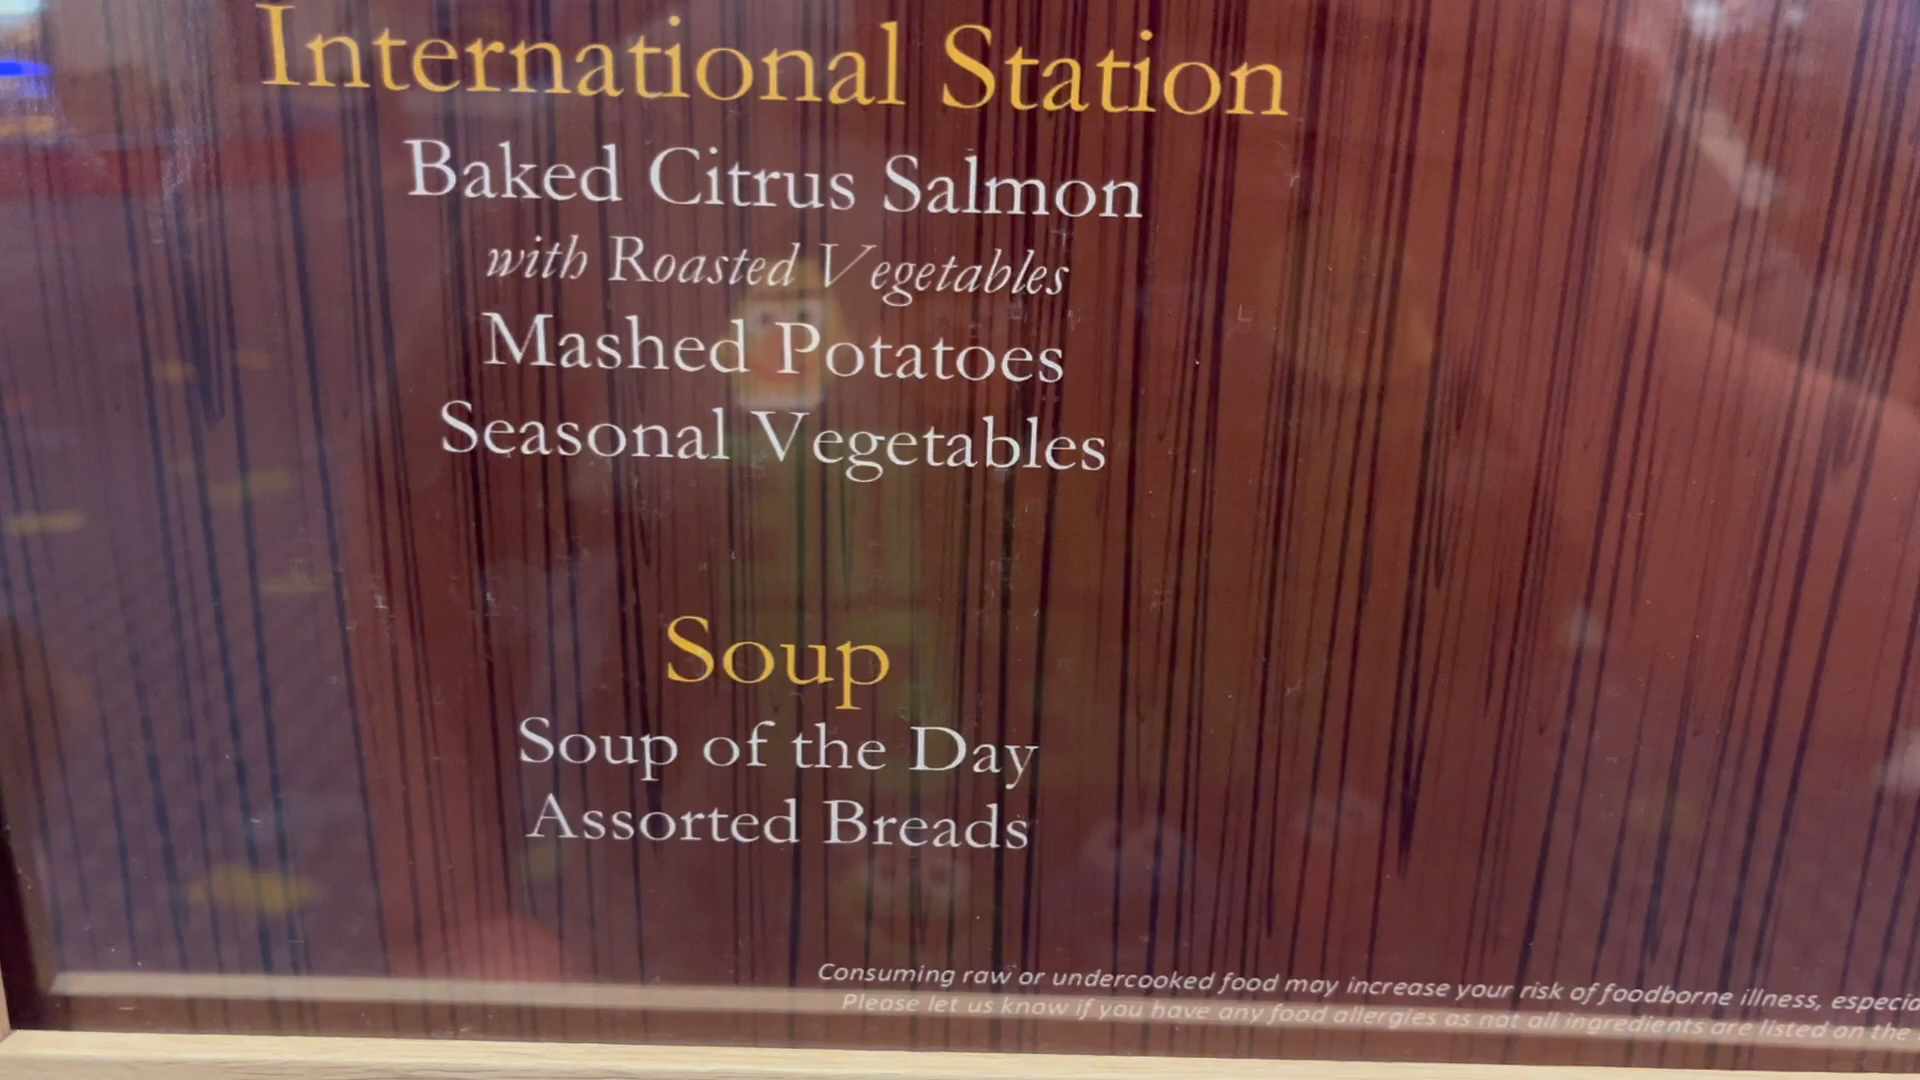 International Station
Baked Citrus Salmon
with Roasted Vegetables
Mashed Potatoes
Seasonal Vegetables
Soup
Soup of the Day
Assorted Breads
Consuming raw or undercooked food may increase your risk of foodborne illness,
Please let us know if you have any food allergies as not all ingredients are listed on the